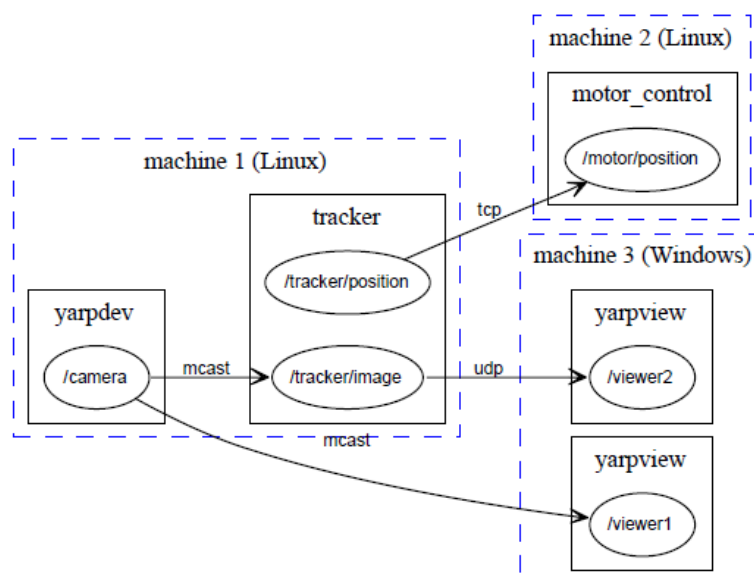 machine 2 (Linux)
motor_control
/motor/position
machine 1 (Linux)
tracker
tcp
/tracker/position
machine 3 (Windows)
yarpdev
yarpview
/camera
mcast
/tracker/image
udp
/viewer2
mcast
yarpview
/viewer1